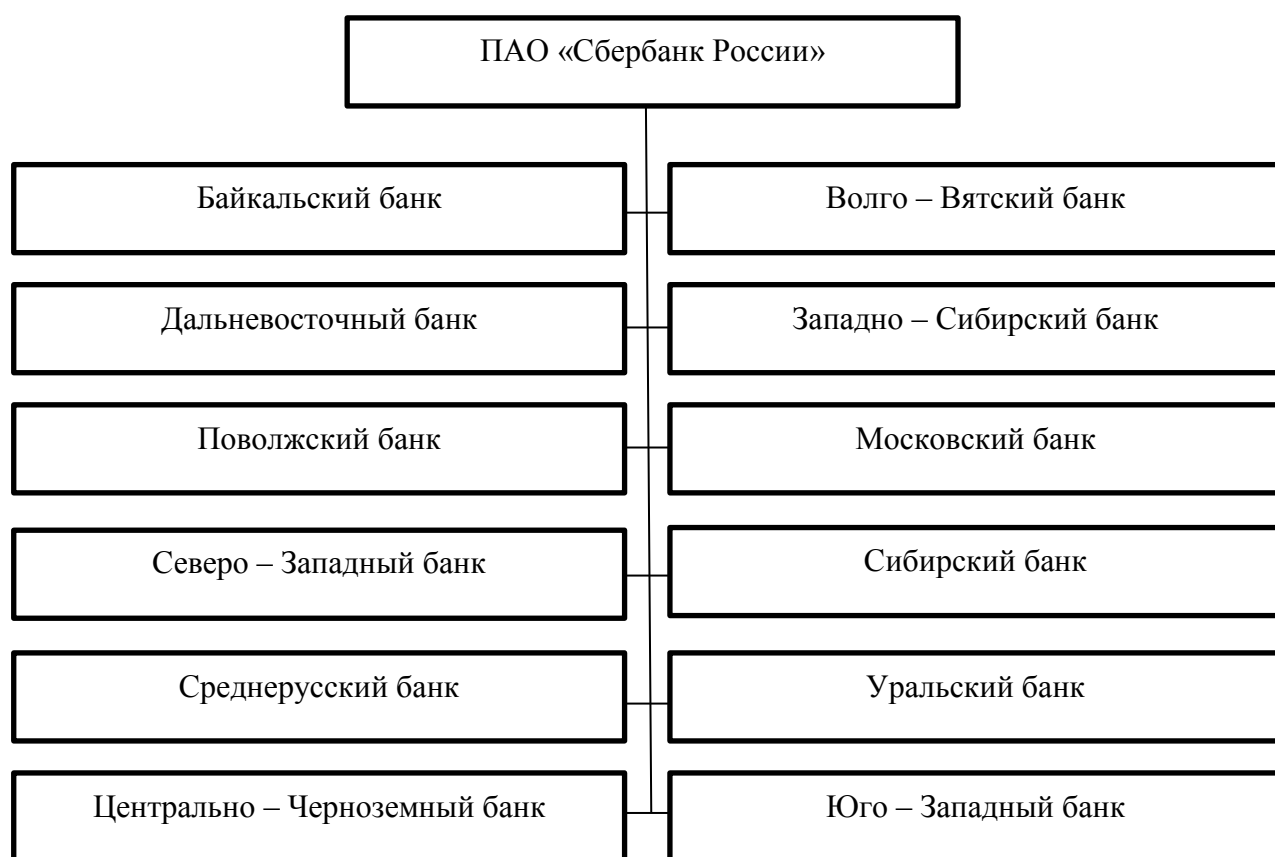 ПАО «Сбербанк России»
Байкальский банк
Волго – Вятский банк
Дальневосточный банк
Западно – Сибирский банк
Поволжский банк
Московский банк
Северо – Западный банк
Сибирский банк
Среднерусский банк
Уральский банк
Центрально – Черноземный банк
Юго – Западный банк